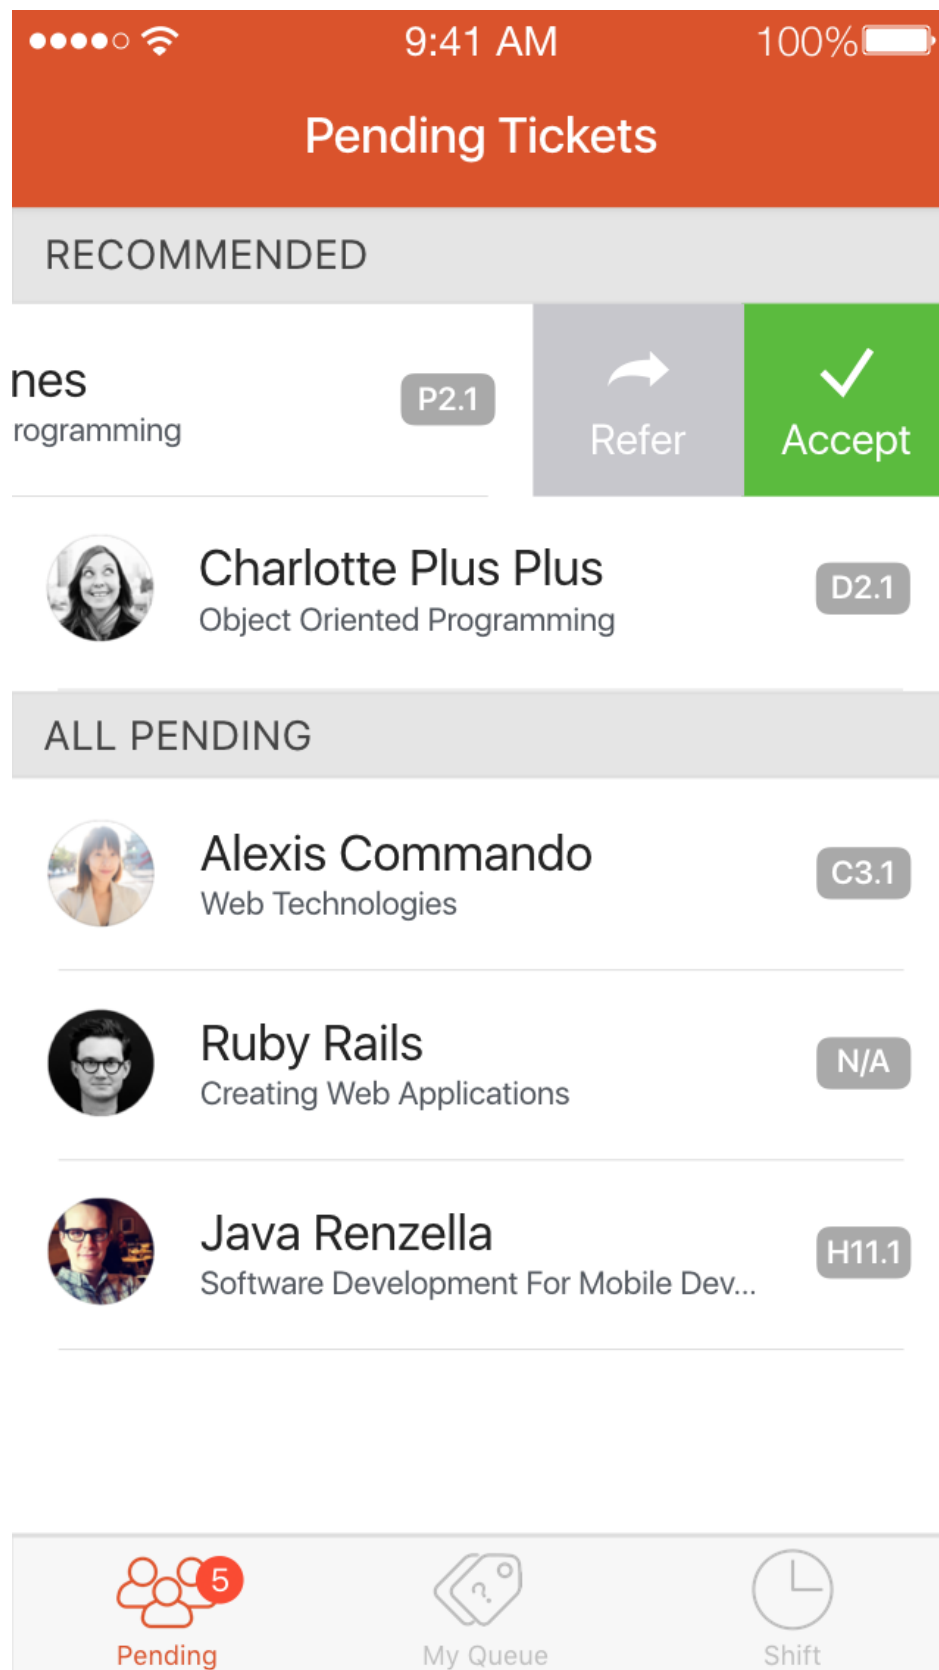 9:41 AM
100%
Pending Tickets
RECOMMENDED
nes
rogramming
P2.1
Refer
Accept
Charlotte Plus Plus
Object Oriented Programming
D2.1
ALL PENDING
Alexis Commando
Web Technologies
C3.1
Ruby Rails
Creating Web Applications
N/A
Java Renzella
Software Development For Mobile Dev...
H11.1
5
?
Pending
My Queue
Shift